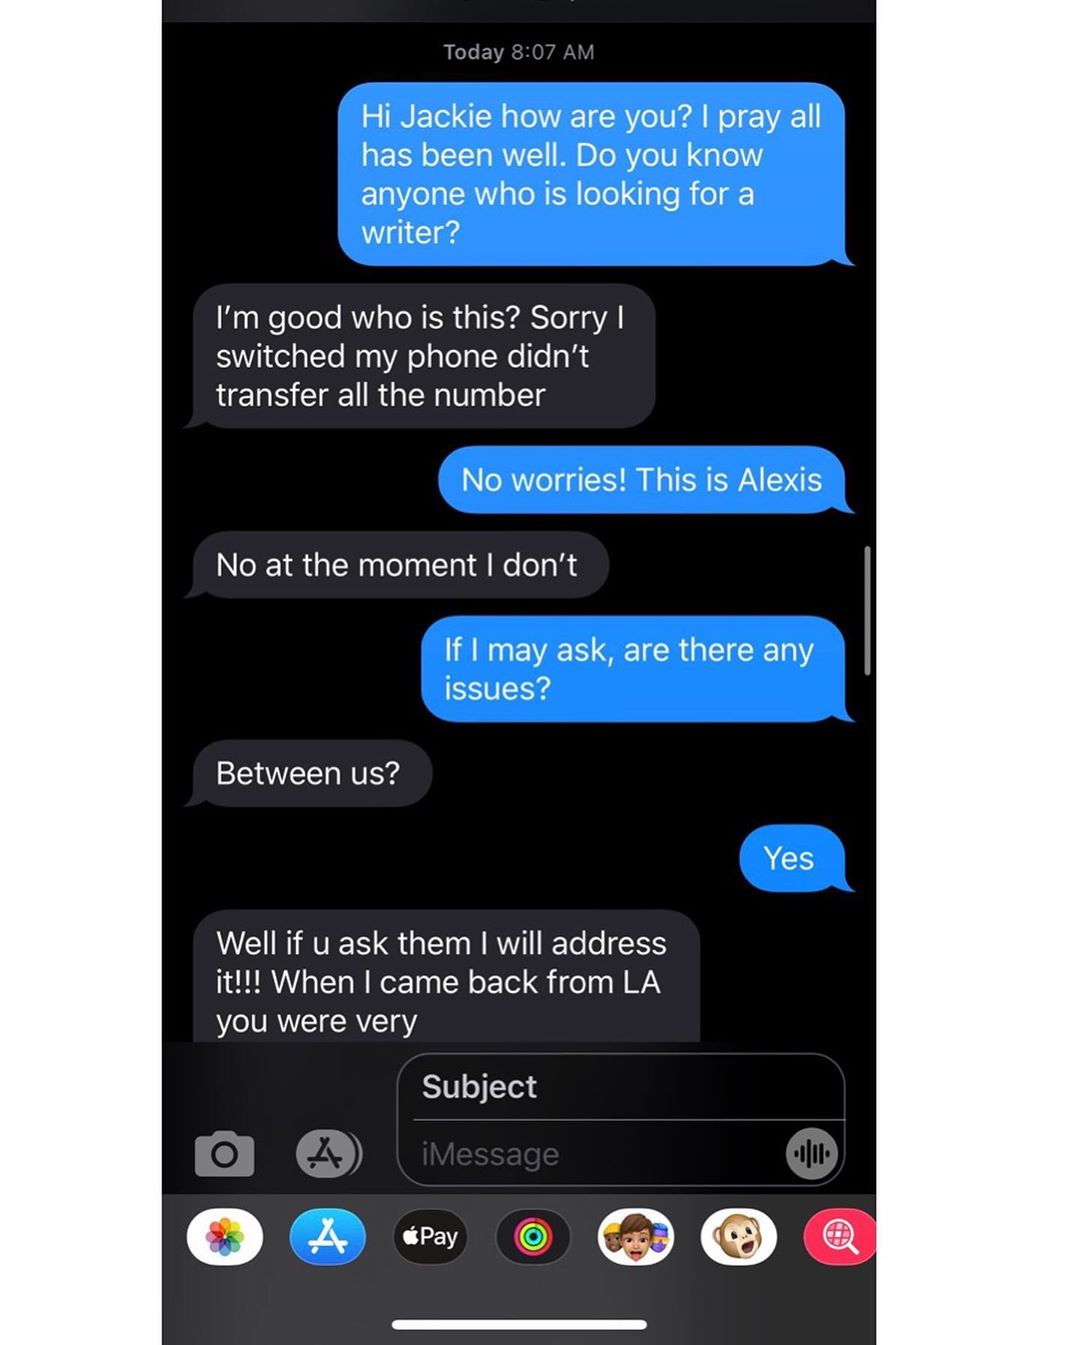 Today 8:07 AM
Hi Jackie how are you? I pray all
has been well. Do you know
anyone who is looking for a
writer?
I’m good who is this? Sorry I
switched my phone didn’t
transfer all the number
No worries! This is Alexis
No at the moment I don’t
If I may ask, are there any
issues?
Between us?
Yes
Well if u ask them I will address
it!!! When I came back from LA
you were very
Subject
iMessage
Pay